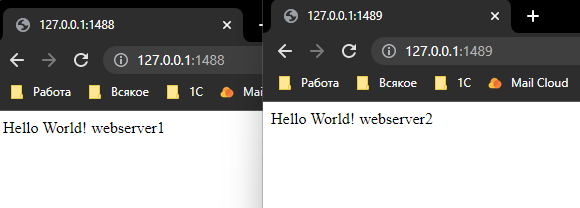 127.0.0.1:1488
127.0.0.1:1488
Работа Всякое 1С Mai
Hello World! webserver1
127.0.0.1:1489
127.0.0.1:1489
Работа Всякое 1С Mail Cloud
Hello World! webserver2